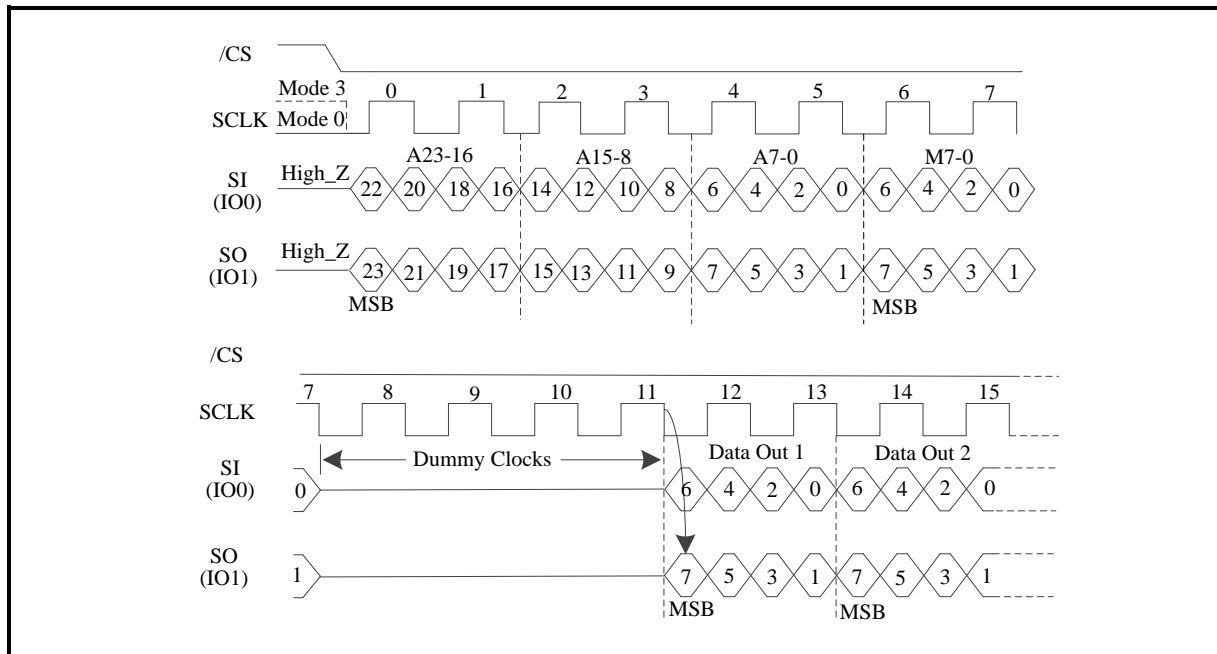 /CS
Mode 3 0 1 2 3 4 5 6 7
SCLK Mode 0
A23-16 A15-8 A7-0 M7-0
SI
(IO0)
High_Z 22 20 18 16 14 12 10 8 6 4 2 0 6 4 2 0
SO
(IO1)
High_Z 23 21 19 17 15 13 11 9 7 5 3 1 7 5 3 1
MSB MSB
/CS
7 8 9 10 11 12 13 14 15
SCLK
Dummy Clocks Data Out 1 Data Out 2
SI
(IO0)
0 6 4 2 0 6 4 2 0
SO
(IO1)
1 7 5 3 1 7 5 3 1
MSB MSB